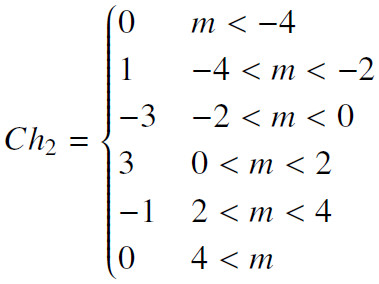 Ch₂ = { 0 m < −4
1 −4 < m < −2
−3 −2 < m < 0
3 0 < m < 2
−1 2 < m < 4
0 4 < m